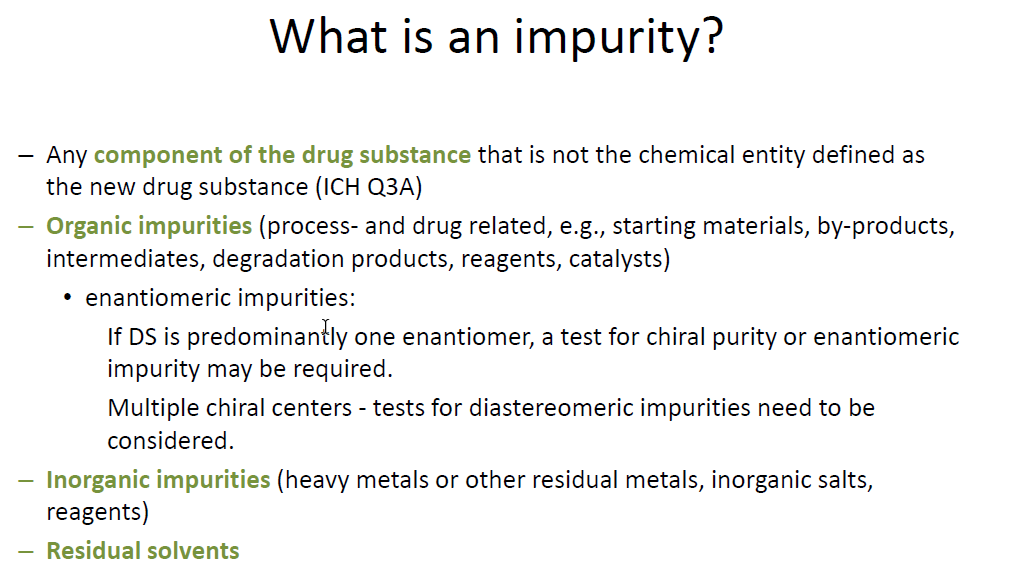 What is an impurity?
– Any component of the drug substance that is not the chemical entity defined as
the new drug substance (ICH Q3A)
– Organic impurities (process- and drug related, e.g., starting materials, by-products,
intermediates, degradation products, reagents, catalysts)
• enantiomeric impurities:
If DS is predominantly one enantiomer, a test for chiral purity or enantiomeric
impurity may be required.
Multiple chiral centers - tests for diastereomeric impurities need to be
considered.
– Inorganic impurities (heavy metals or other residual metals, inorganic salts,
reagents)
– Residual solvents